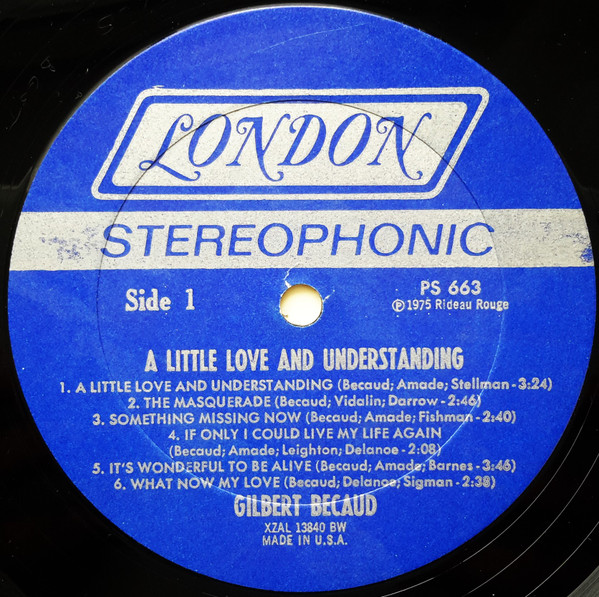 LONDON
STEREOPHONIC
Side 1
PS 663
℗ 1975 Rideau Rouge
A LITTLE LOVE AND UNDERSTANDING
1. A LITTLE LOVE AND UNDERSTANDING (Becaud; Amade; Stellman - 3:24)
2. THE MASQUERADE (Becaud; Vidalin; Darrow - 2:46)
3. SOMETHING MISSING NOW (Becaud; Amade; Fishman - 2:40)
4. IF ONLY I COULD LIVE MY LIFE AGAIN
(Becaud; Amade; Leighton; Delanoe - 2:08)
5. IT'S WONDERFUL TO BE ALIVE (Becaud; Amade; Barnes - 3:46)
6. WHAT NOW MY LOVE (Becaud; Delanoe; Sigman - 2:38)
GILBERT BECAUD
XZAL 13840 BW
MADE IN U.S.A.